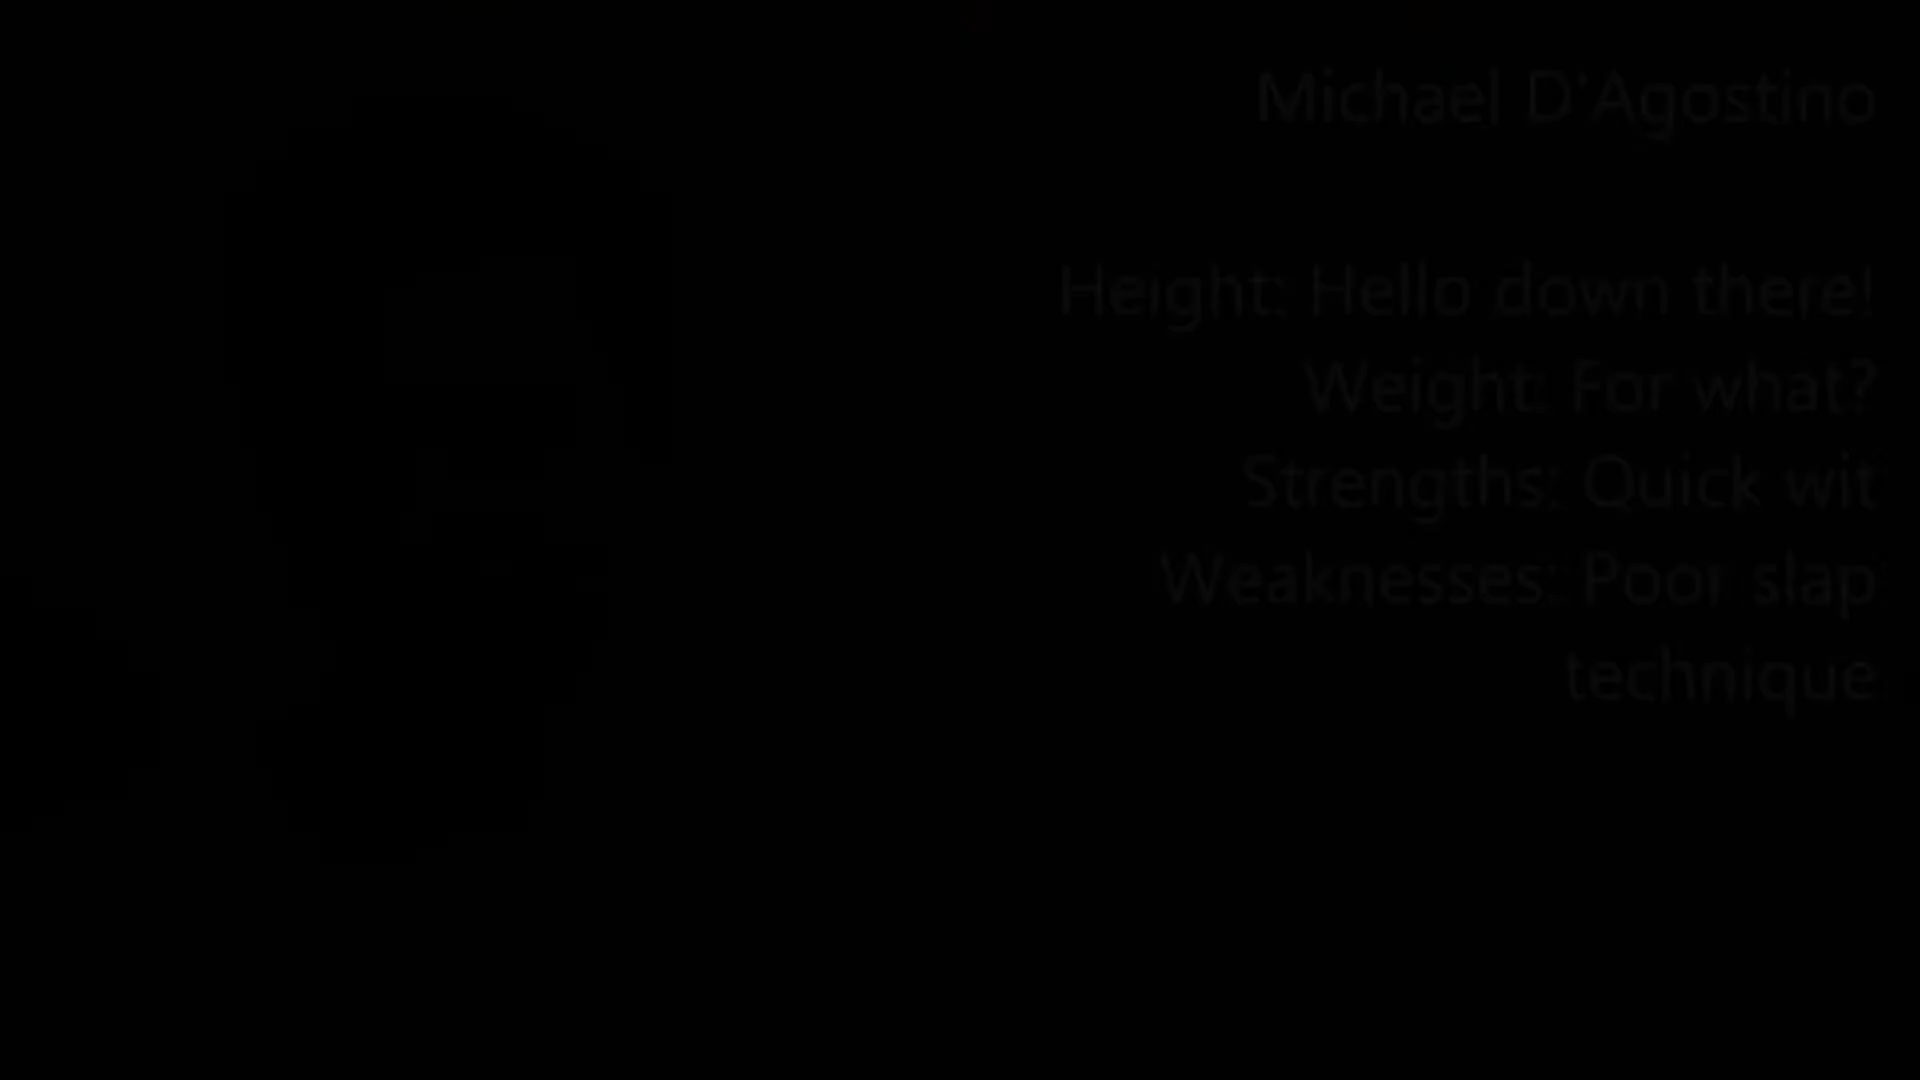 Michael D'Agostino
Height: Hello down there!
Weight: For what?
Strengths: Quick wit
Weaknesses: Poor slap
technique